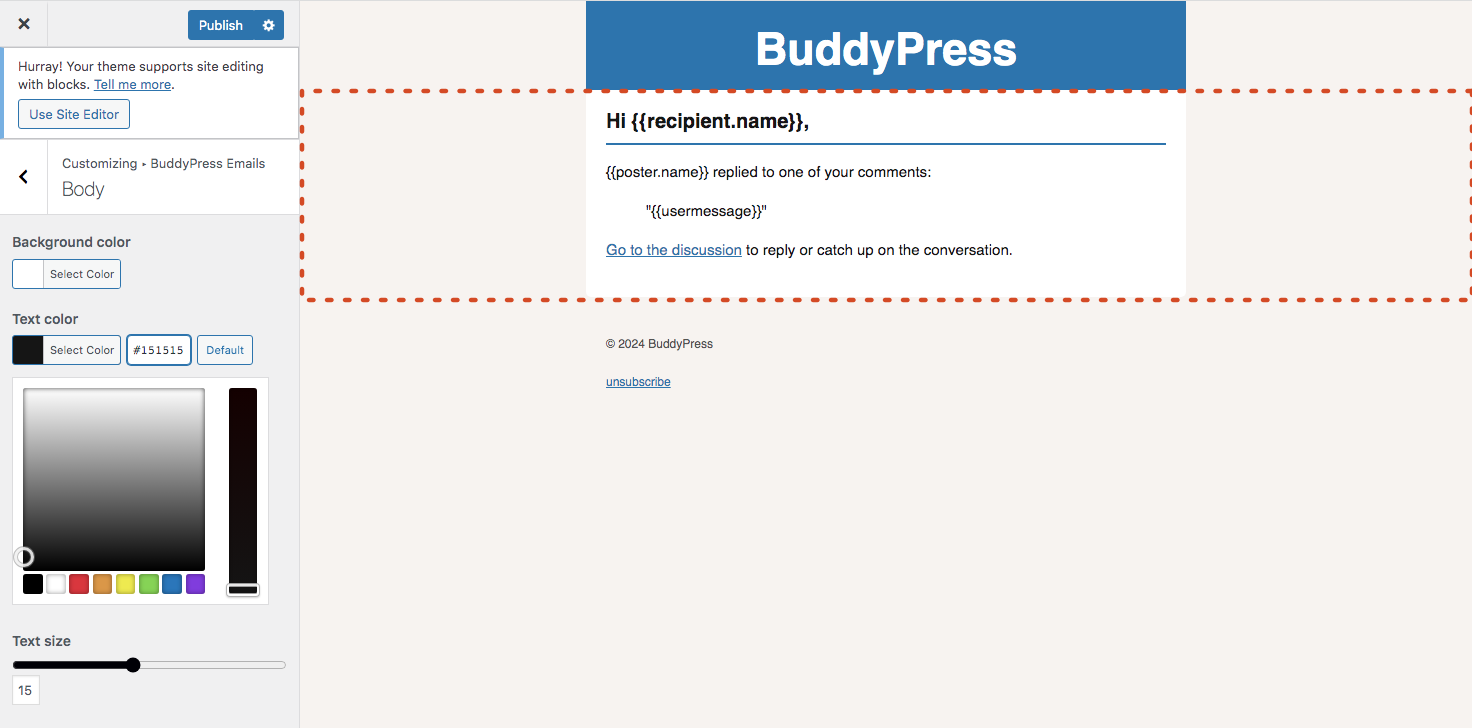 Publish
Hurray! Your theme supports site editing
with blocks. Tell me more.
Use Site Editor
Customizing ▸ BuddyPress Emails
Body
Background color
Select Color
Text color
Select Color
#151515
Default
Text size
15
BuddyPress
Hi {{recipient.name}},
{{poster.name}} replied to one of your comments:
"{{usermessage}}"
Go to the discussion to reply or catch up on the conversation.
© 2024 BuddyPress
unsubscribe